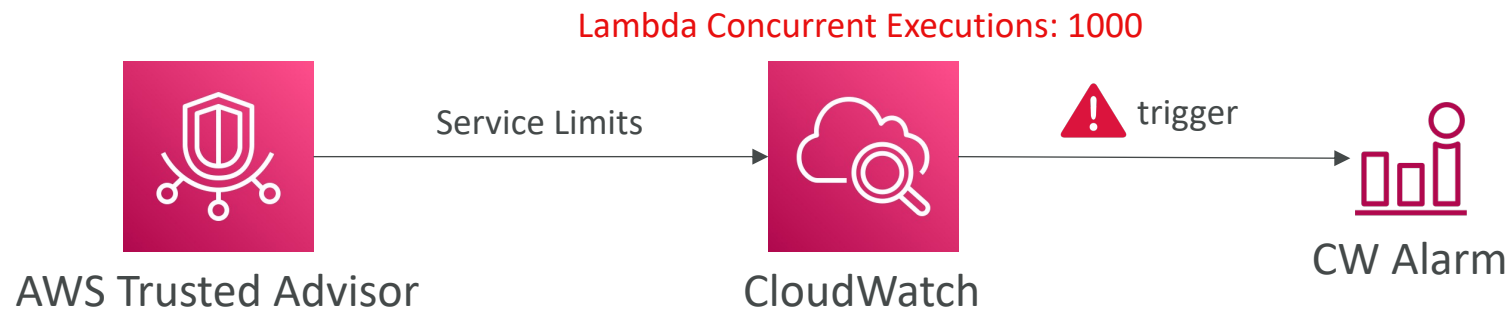 Lambda Concurrent Executions: 1000
Service Limits
trigger
AWS Trusted Advisor
CloudWatch
CW Alarm